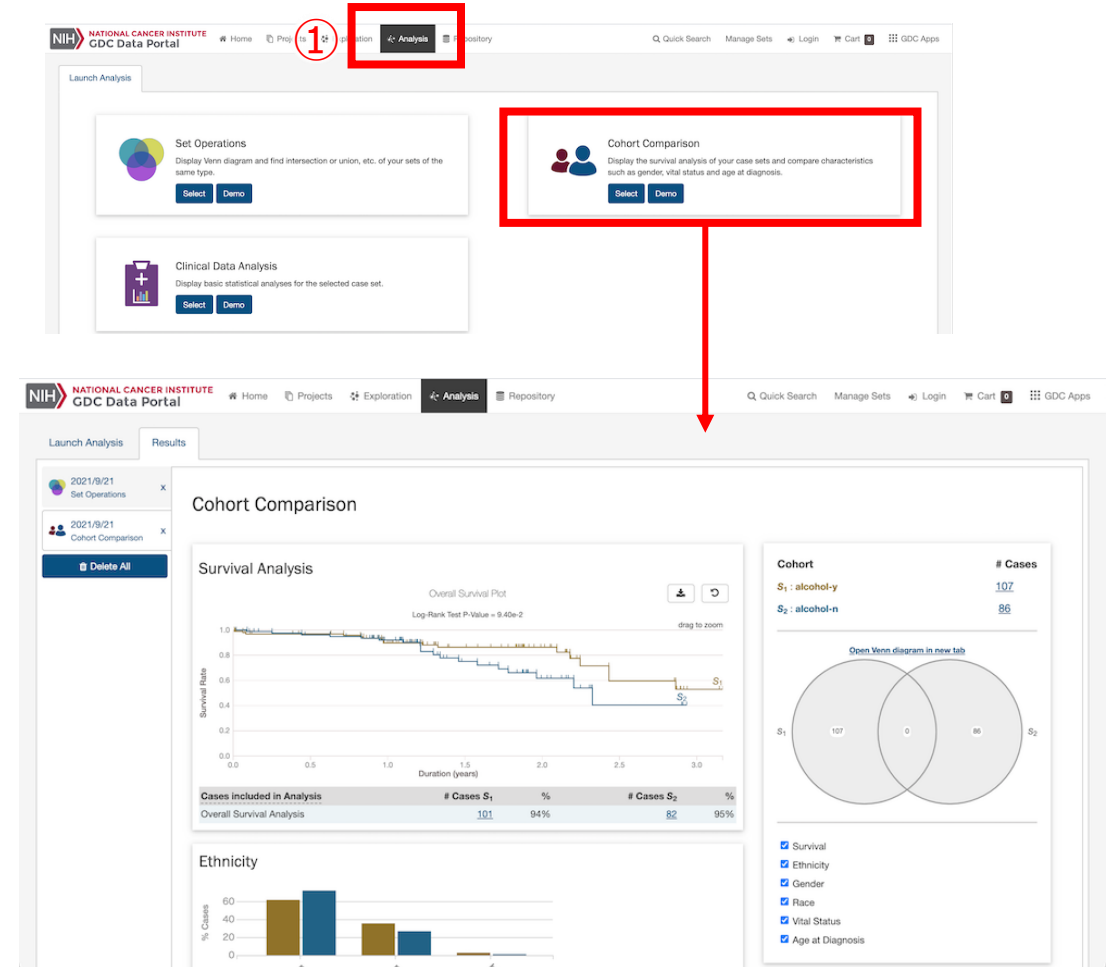 NIH NATIONAL CANCER INSTITUTE
GDC Data Portal
Home Projects Exploration Analysis Repository Quick Search Manage Sets Login Cart 0 GDC Apps
①
Launch Analysis
Set Operations
Display Venn diagram and find intersection or union, etc. of your sets of the
same type.
Select Demo
Cohort Comparison
Display the survival analysis of your case sets and compare characteristics
such as gender, vital status and age at diagnosis.
Select Demo
Clinical Data Analysis
Display basic statistical analyses for the selected case set.
Select Demo
NIH NATIONAL CANCER INSTITUTE
GDC Data Portal
Home Projects Exploration Analysis Repository Quick Search Manage Sets Login Cart 0 GDC Apps
Launch Analysis Results
2021/9/21
Set Operations x
2021/9/21
Cohort Comparison x
Delete All
Cohort Comparison
Survival Analysis
Overall Survival Plot
Log-Rank Test P-Value = 9.40e-2
drag to zoom
Survival Rate
1.0
0.8
0.6
0.4
0.2
0.0
S₁
S₂
0.0 0.5 1.0 1.5 2.0 2.5 3.0
Duration (years)
Cases included in Analysis # Cases S₁ % # Cases S₂ %
Overall Survival Analysis 101 94% 82 95%
Ethnicity
% Cases
60
40
20
0
Cohort # Cases
S₁ : alcohol-y 107
S₂ : alcohol-n 86
Open Venn diagram in new tab
S₁ 107 0 86 S₂
Survival
Ethnicity
Gender
Race
Vital Status
Age at Diagnosis